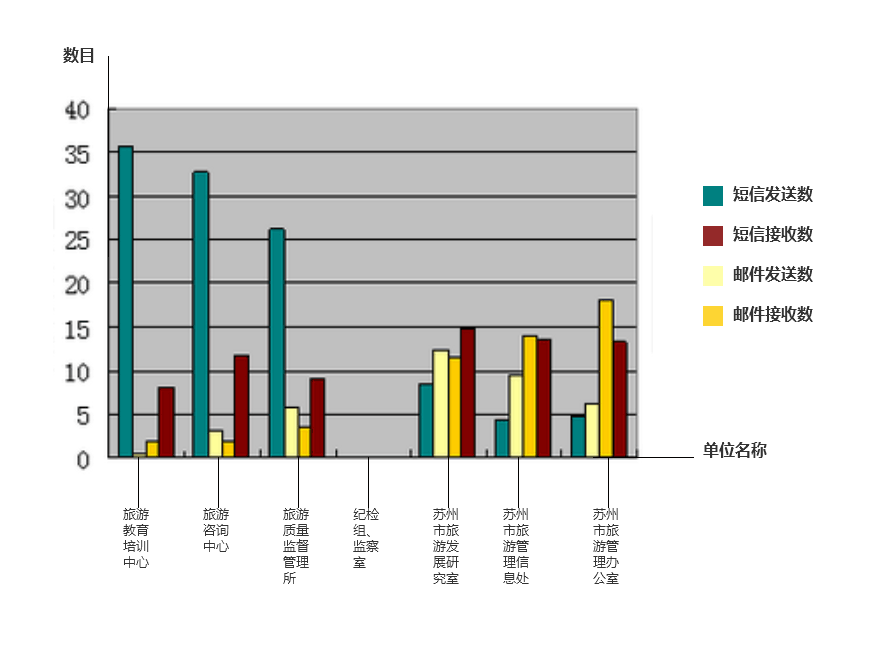 数目
40
35
30
25
20
15
10
5
0
短信发送数
短信接收数
邮件发送数
邮件接收数
单位名称
旅游
教育
培训
中心
旅游
咨询
中心
旅游
质量
监督
管理
所
纪检
组、
监察
室
苏州
市旅
游发
展研
究室
苏州
市旅
游管
理信
息处
苏州
市旅
游管
理办
公室